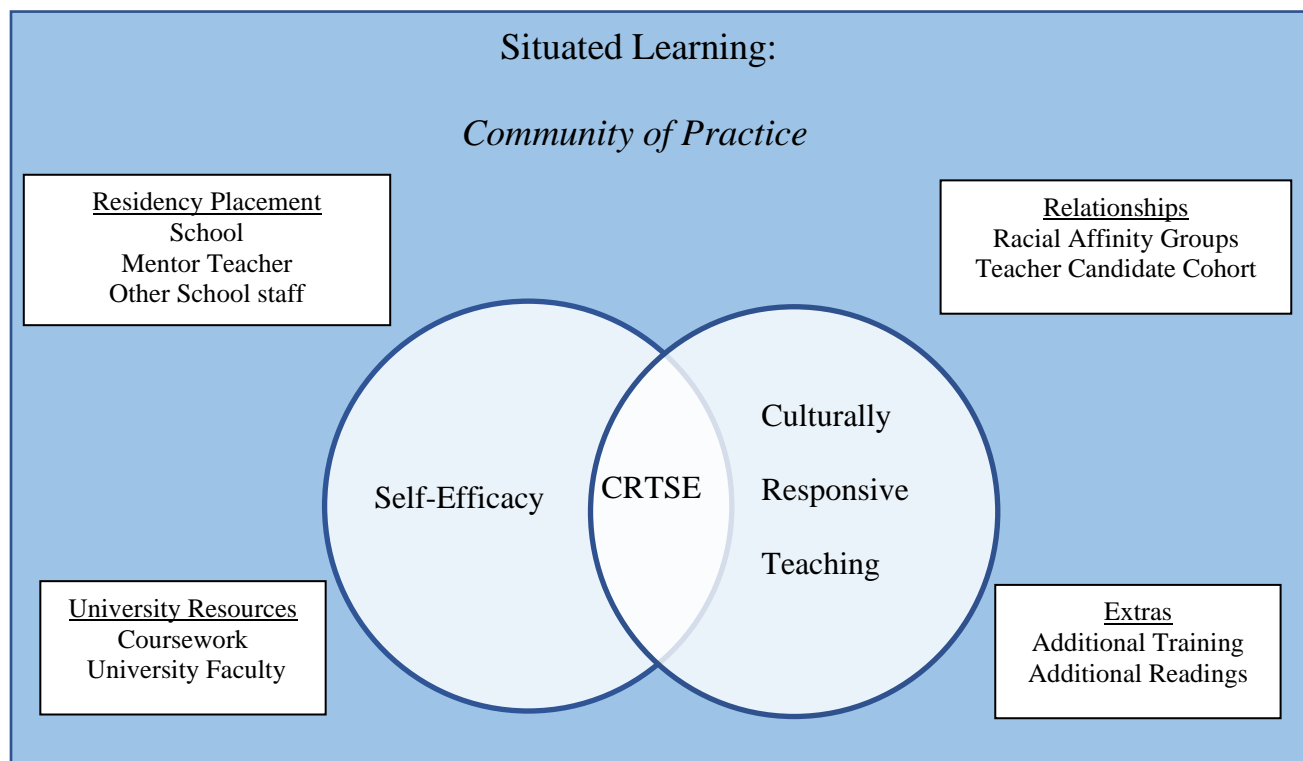 Situated Learning:
Community of Practice
Residency Placement
School
Mentor Teacher
Other School staff
Relationships
Racial Affinity Groups
Teacher Candidate Cohort
Self-Efficacy
CRTSE
Culturally
Responsive
Teaching
University Resources
Coursework
University Faculty
Extras
Additional Training
Additional Readings